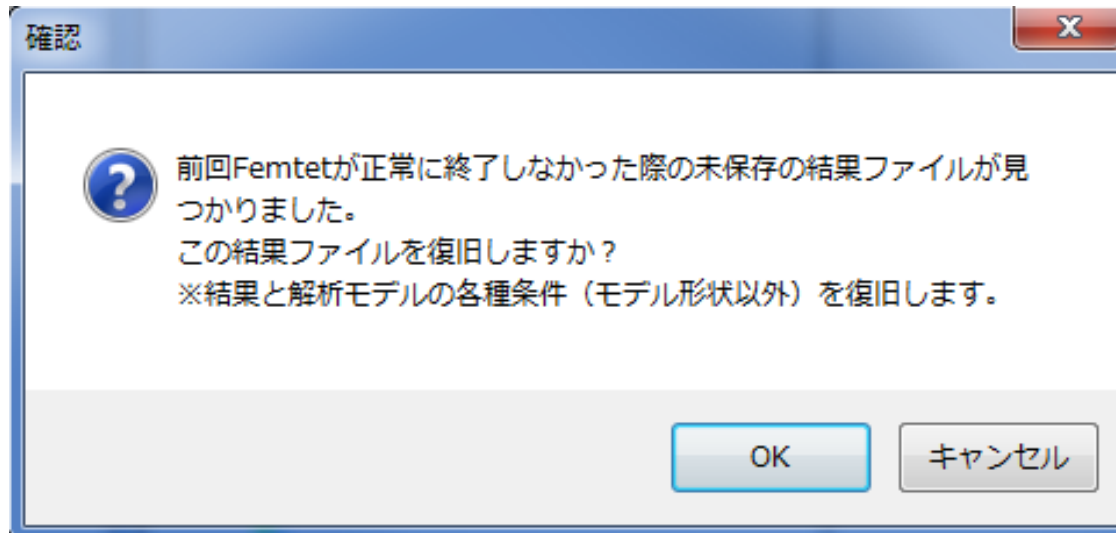 確認
前回Femtetが正常に終了しなかった際の未保存の結果ファイルが見
つかりました。
この結果ファイルを復旧しますか？
※結果と解析モデルの各種条件（モデル形状以外）を復旧します。
OK
キャンセル